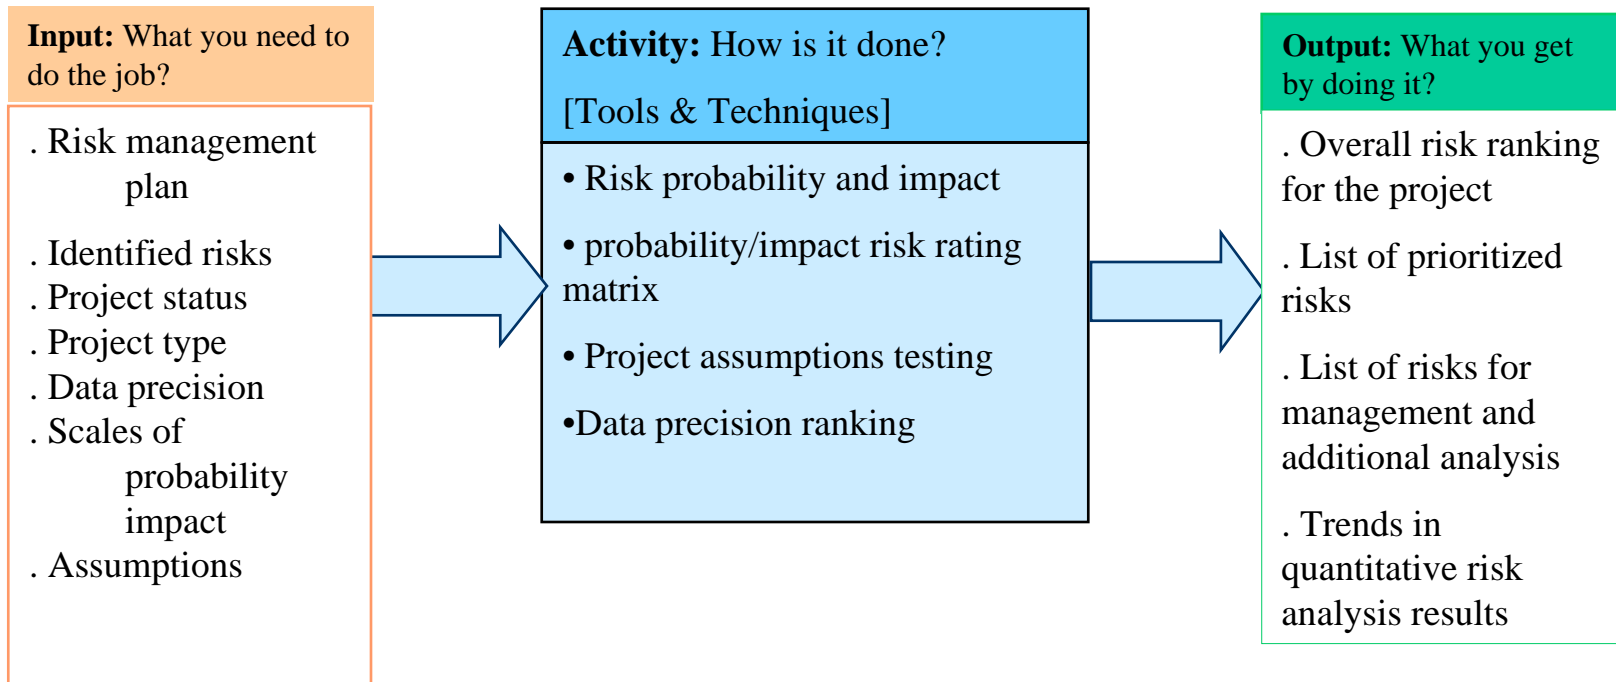 Input: What you need to
do the job?
. Risk management
plan
. Identified risks
. Project status
. Project type
. Data precision
. Scales of
probability
impact
. Assumptions
Activity: How is it done?
[Tools & Techniques]
• Risk probability and impact
• probability/impact risk rating
matrix
• Project assumptions testing
•Data precision ranking
Output: What you get
by doing it?
. Overall risk ranking
for the project
. List of prioritized
risks
. List of risks for
management and
additional analysis
. Trends in
quantitative risk
analysis results